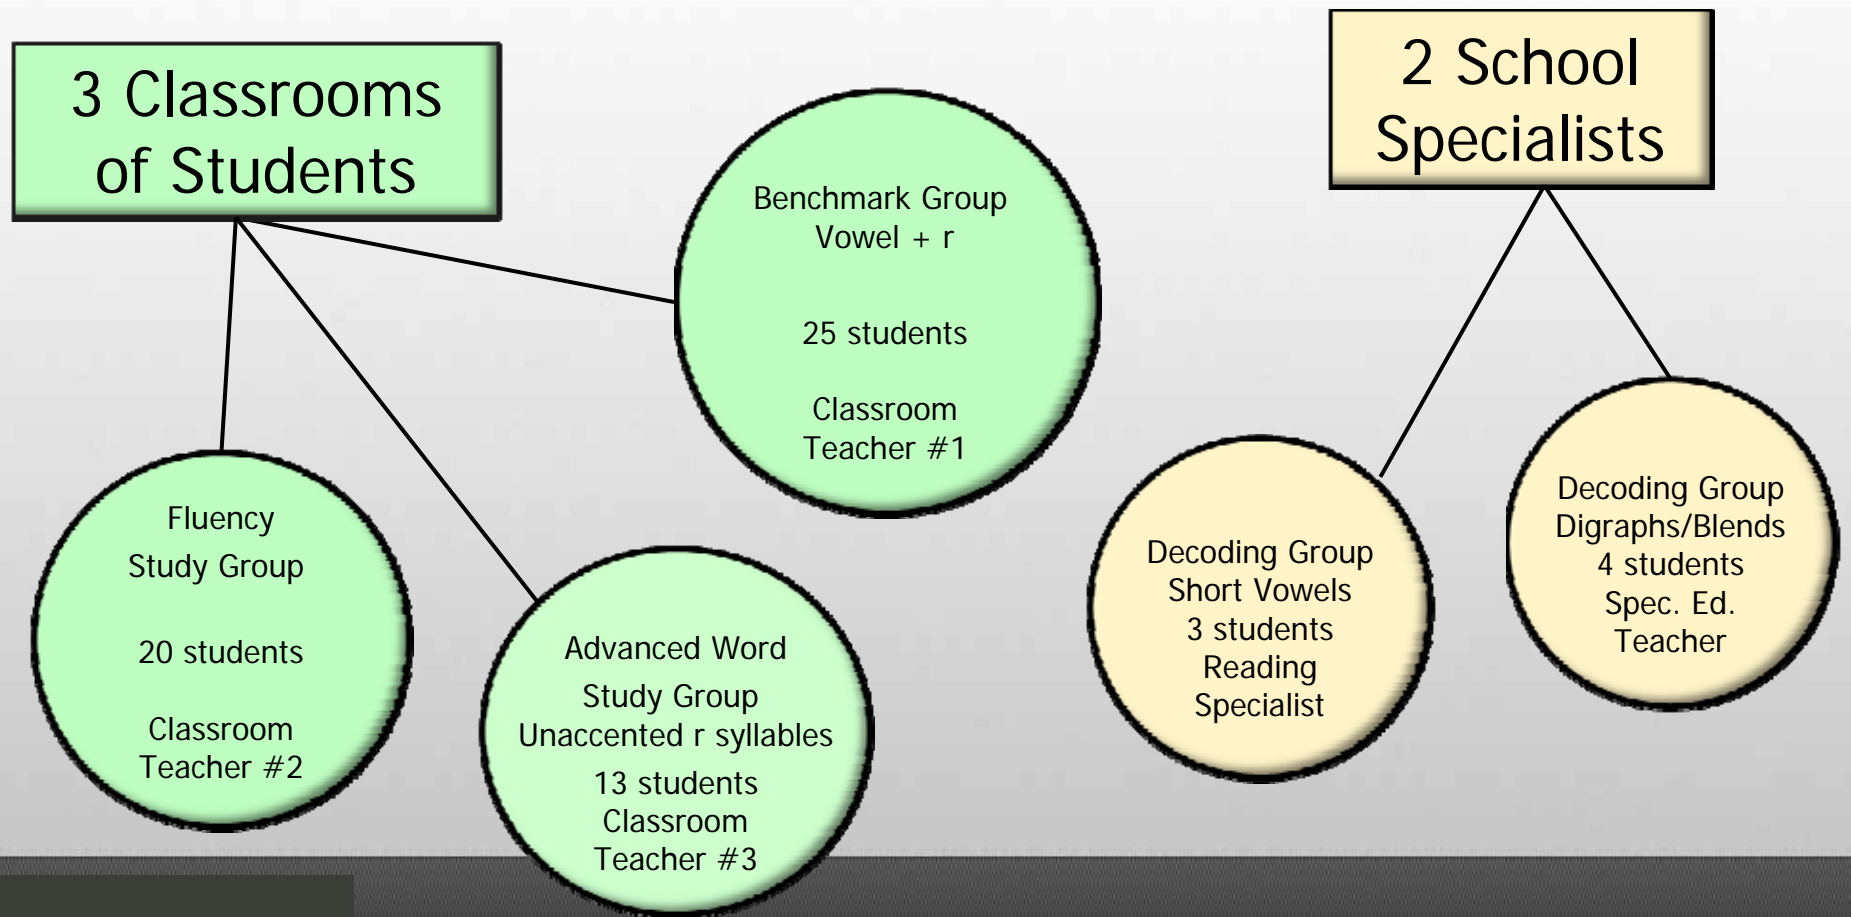 3 Classrooms
of Students
Benchmark Group
Vowel + r
25 students
Classroom
Teacher #1
Fluency
Study Group
20 students
Classroom
Teacher #2
Advanced Word
Study Group
Unaccented r syllables
13 students
Classroom
Teacher #3
2 School
Specialists
Decoding Group
Short Vowels
3 students
Reading
Specialist
Decoding Group
Digraphs/Blends
4 students
Spec. Ed.
Teacher